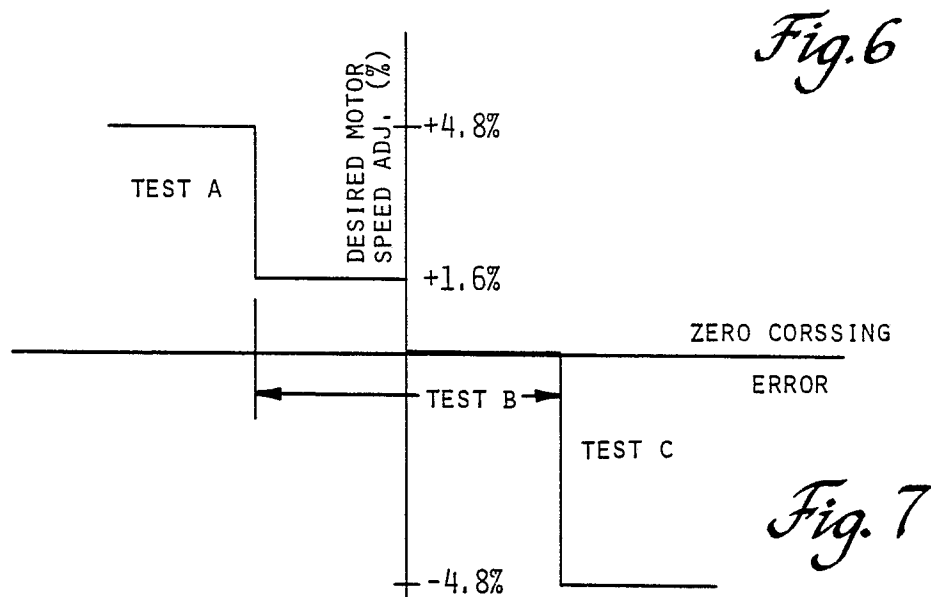 Fig.6
DESIRED MOTOR
SPEED ADJ. (%)
+4.8%
TEST A
+1.6%
ZERO CORSSING
ERROR
TEST B
TEST C
Fig. 7
-4.8%